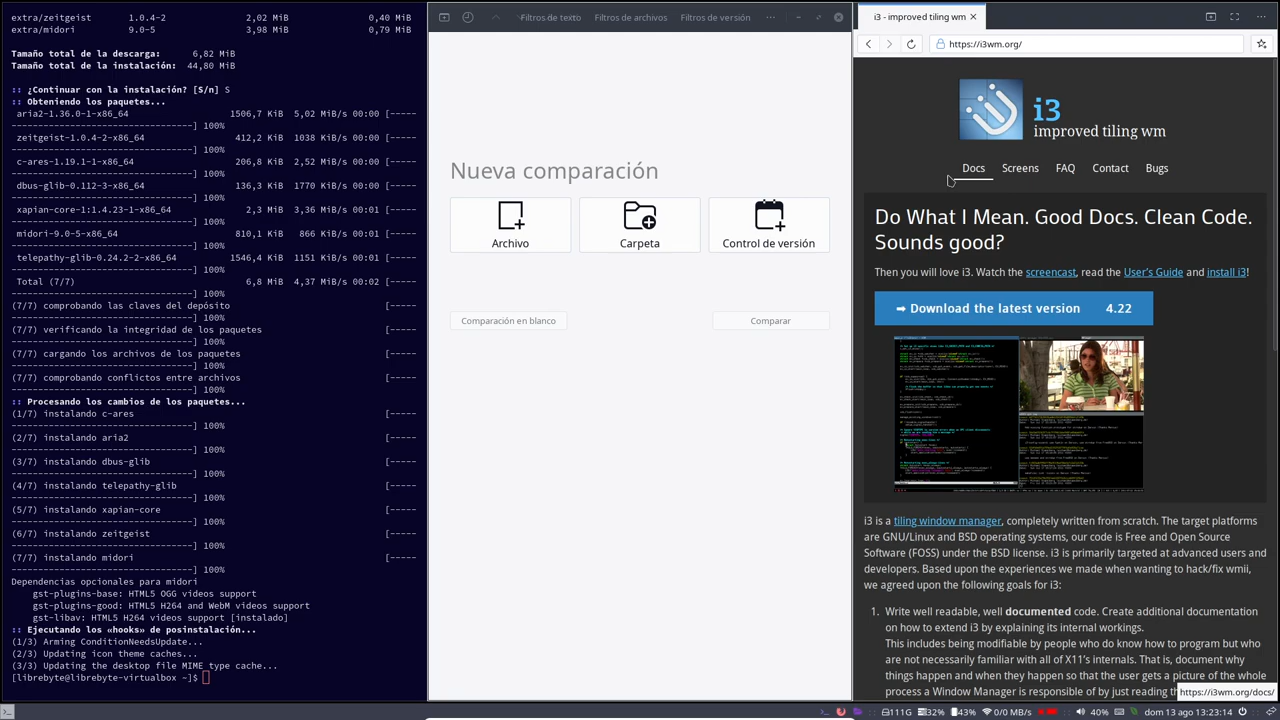 extra/zeitgeist 1.0.4-2 2,02 MiB 0,40 MiB
extra/midori 9.0-5 3,98 MiB 0,79 MiB
Tamaño total de la descarga: 6,82 MiB
Tamaño total de la instalación: 44,80 MiB
:: ¿Continuar con la instalación? [S/n] S
:: Obteniendo los paquetes...
aria2-1.36.0-1-x86_64 1506,7 KiB 5,02 MiB/s 00:00 [-----
--------------------------------] 100%
zeitgeist-1.0.4-2-x86_64 412,2 KiB 1038 KiB/s 00:00 [-----
--------------------------------] 100%
c-ares-1.19.1-1-x86_64 206,8 KiB 2,52 MiB/s 00:00 [-----
--------------------------------] 100%
dbus-glib-0.112-3-x86_64 136,3 KiB 1770 KiB/s 00:00 [-----
--------------------------------] 100%
xapian-core-1:1.4.23-1-x86_64 2,3 MiB 3,36 MiB/s 00:01 [-----
--------------------------------] 100%
midori-9.0-5-x86_64 810,1 KiB 866 KiB/s 00:01 [-----
--------------------------------] 100%
telepathy-glib-0.24.2-2-x86_64 1546,4 KiB 1151 KiB/s 00:01 [-----
--------------------------------] 100%
Total (7/7) 6,8 MiB 4,37 MiB/s 00:02 [-----
--------------------------------] 100%
(7/7) comprobando las claves del depósito [-----
--------------------------------] 100%
(7/7) verificando la integridad de los paquetes [-----
--------------------------------] 100%
(7/7) cargando los archivos de los paquetes [-----
--------------------------------] 100%
(7/7) comprobando conflictos entre archivos [-----
--------------------------------] 100%
:: Procesando los cambios de los paquetes...
(1/7) instalando c-ares [-----
--------------------------------] 100%
(2/7) instalando aria2 [-----
--------------------------------] 100%
(3/7) instalando dbus-glib [-----
--------------------------------] 100%
(4/7) instalando telepathy-glib [-----
--------------------------------] 100%
(5/7) instalando xapian-core [-----
--------------------------------] 100%
(6/7) instalando zeitgeist [-----
--------------------------------] 100%
(7/7) instalando midori [-----
--------------------------------] 100%
Dependencias opcionales para midori
gst-plugins-base: HTML5 OGG videos support
gst-plugins-good: HTML5 H264 and WebM videos support
gst-libav: HTML5 H264 videos support [instalado]
:: Ejecutando los «hooks» de posinstalación...
(1/3) Arming ConditionNeedsUpdate...
(2/3) Updating icon theme caches...
(3/3) Updating the desktop file MIME type cache...
[librebyte@librebyte-virtualbox ~]$
Filtros de texto Filtros de archivos Filtros de versión ···
Nueva comparación
Archivo Carpeta Control de versión
Comparación en blanco Comparar
i3 - improved tiling wm
https://i3wm.org/
i3
improved tiling wm
Docs Screens FAQ Contact Bugs
Do What I Mean. Good Docs. Clean Code.
Sounds good?
Then you will love i3. Watch the screencast, read the User's Guide and install i3!
➡ Download the latest version 4.22
i3 is a tiling window manager, completely written from scratch. The target platforms
are GNU/Linux and BSD operating systems, our code is Free and Open Source
Software (FOSS) under the BSD license. i3 is primarily targeted at advanced users and
developers. Based upon the experiences we made when wanting to hack/fix wmii,
we agreed upon the following goals for i3:
1. Write well readable, well documented code. Create additional documentation
on how to extend i3 by explaining its internal workings.
This includes being modifiable by people who do know how to program but who
are not necessarily familiar with all of X11's internals. That is, document why
things happen and when they happen so that the user gets a picture of the whole
process a Window Manager is responsible of by just reading
https://i3wm.org/docs/
111G 32% 43% 0/0 MB/s 40% dom 13 ago 13:23:14